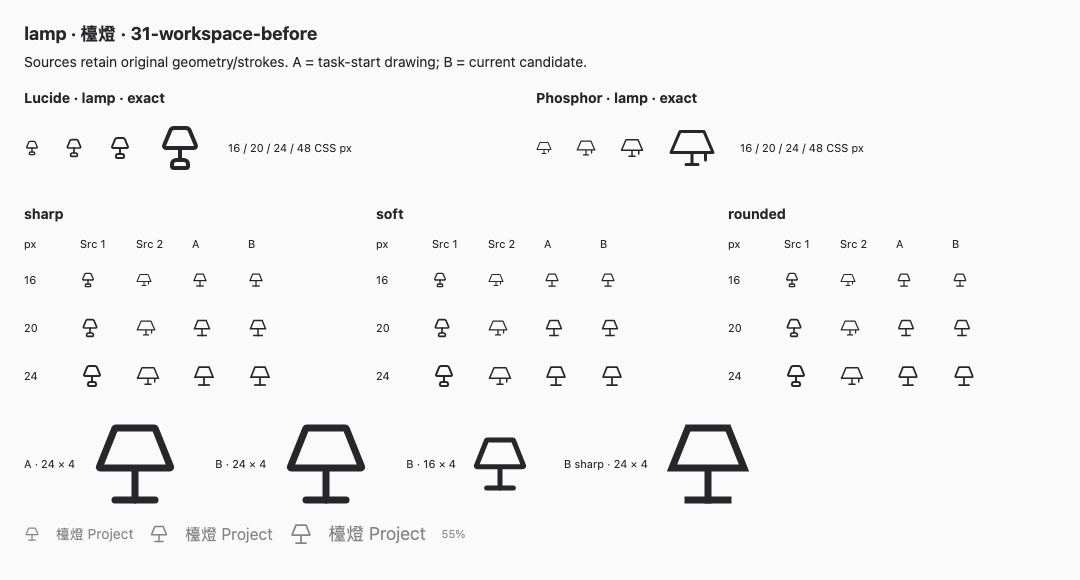 lamp · 檯燈 · 31-workspace-before
Sources retain original geometry/strokes. A = task-start drawing; B = current candidate.
Lucide · lamp · exact
16 / 20 / 24 / 48 CSS px
Phosphor · lamp · exact
16 / 20 / 24 / 48 CSS px
sharp
px Src 1 Src 2 A B
16
20
24
soft
px Src 1 Src 2 A B
16
20
24
rounded
px Src 1 Src 2 A B
16
20
24
A · 24 × 4
B · 24 × 4
B · 16 × 4
B sharp · 24 × 4
檯燈 Project 檯燈 Project 檯燈 Project 55%